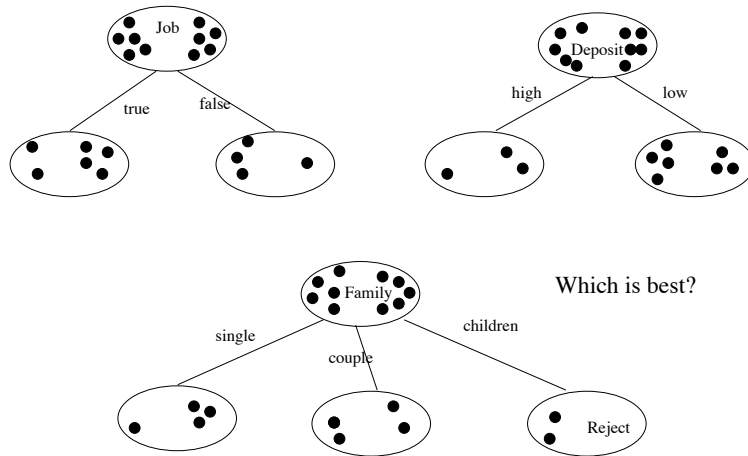 Job
true
false
Deposit
high
low
Family
single
couple
children
Reject
Which is best?